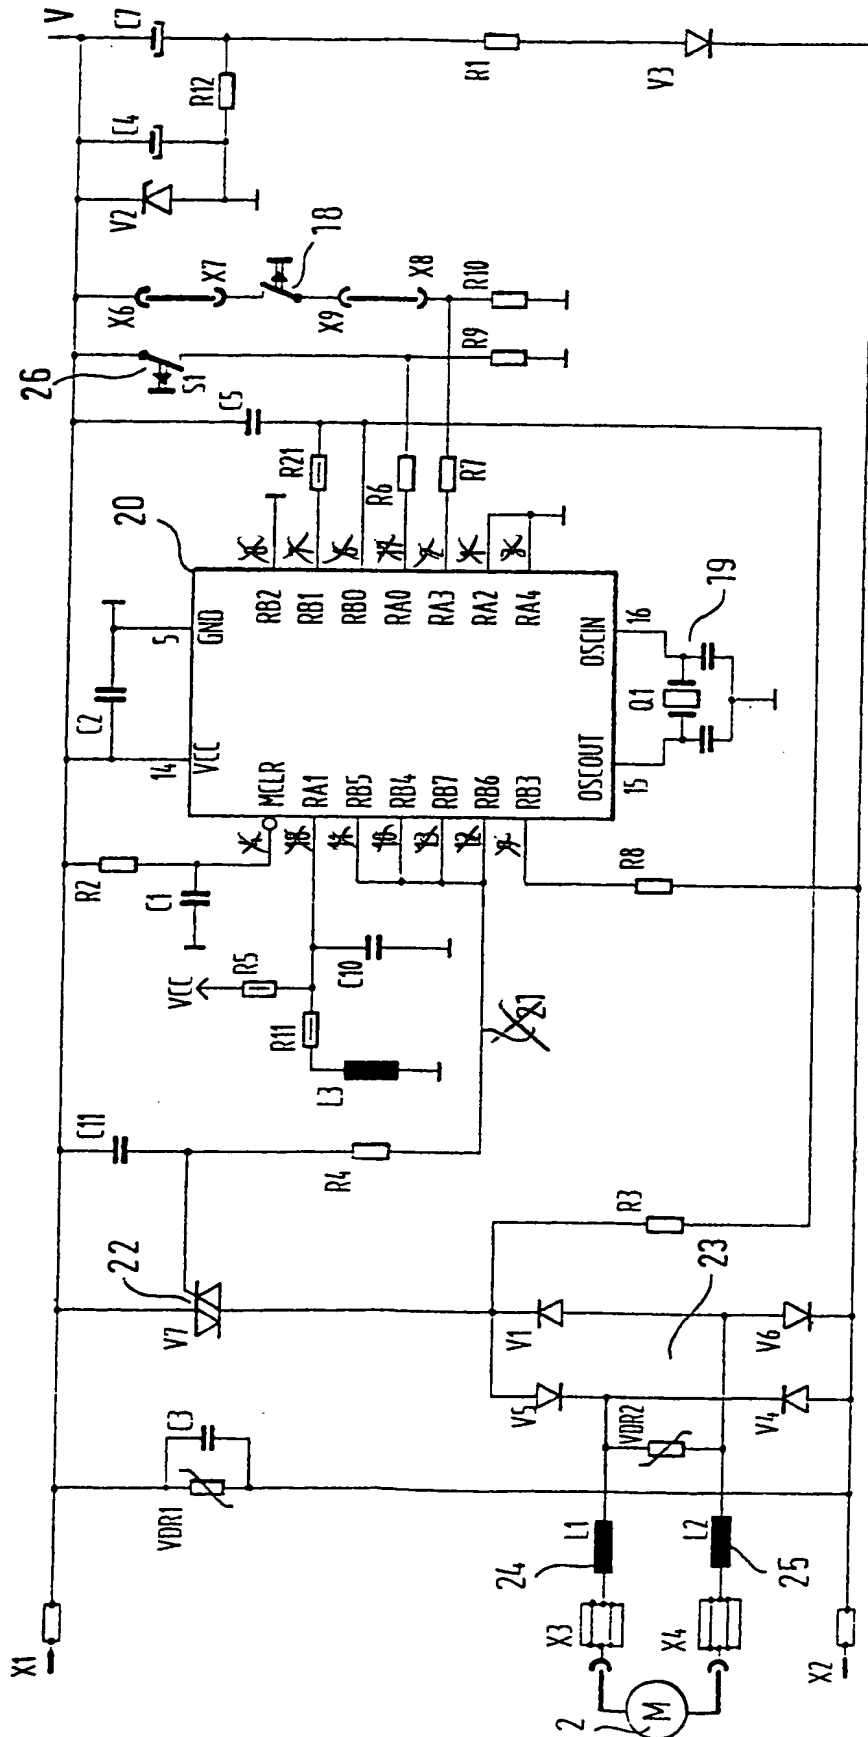 X1
VDR1
C3
V7
22
C11
R4
L3
R11
VCC
R5
C10
R2
C1
14
VCC
C2
5
GND
20
MCLR
RA1
RB5
RB4
RB7
RB6
RB3
RB2
RB1
RB0
RA0
RA3
RA2
RA4
OSCOUT
15
OSCIN
16
Q1
19
R21
C5
R6
R7
26
S1
R9
X6
X7
18
X9
X8
R10
V2
C4
R12
C7
V
R1
V3
R8
R3
23
V1
V6
V5
V4
VDR2
L1
24
L2
25
X3
X4
2
M
X2